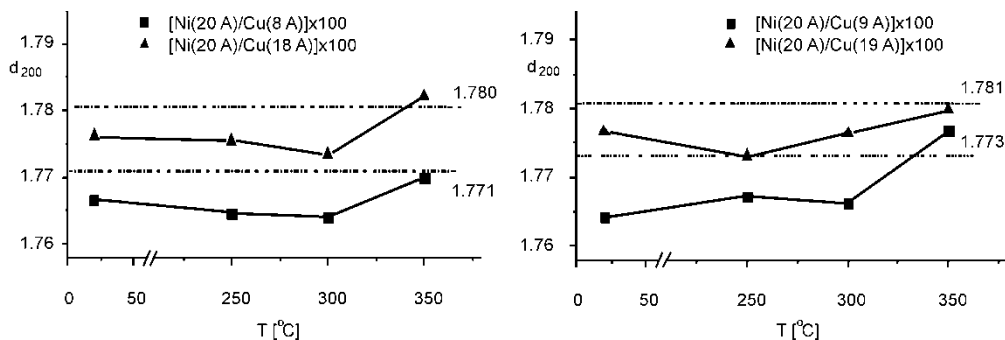 [Ni(20 A)/Cu(8 A)]x100
[Ni(20 A)/Cu(18 A)]x100
1.79
d200
1.78
1.77
1.76
1.780
1.771
0
50
250
300
350
T [°C]
[Ni(20 A)/Cu(9 A)]x100
[Ni(20 A)/Cu(19 A)]x100
1.79
d200
1.78
1.77
1.76
1.781
1.773
0
50
250
300
350
T [°C]